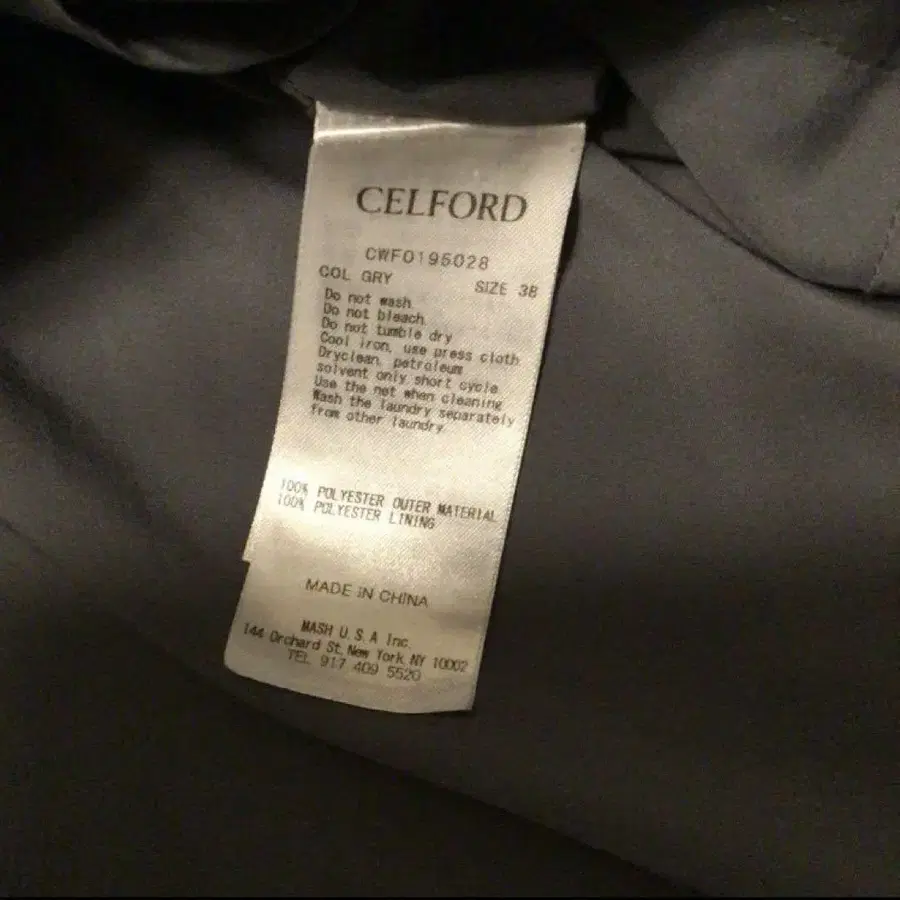 CELFORD
CWF0195028
COL GRY SIZE 38
Do not wash
Do not bleach
Do not tumble dry
Cool iron, use press cloth
Dryclean, petroleum
solvent only short cycle
Use the net when cleaning
Wash the laundry separately
from other laundry
100% POLYESTER OUTER MATERIAL
100% POLYESTER LINING
MADE IN CHINA
MASH U.S.A Inc.
144 Orchard St, New York NY 10002
TEL 917 409 5520